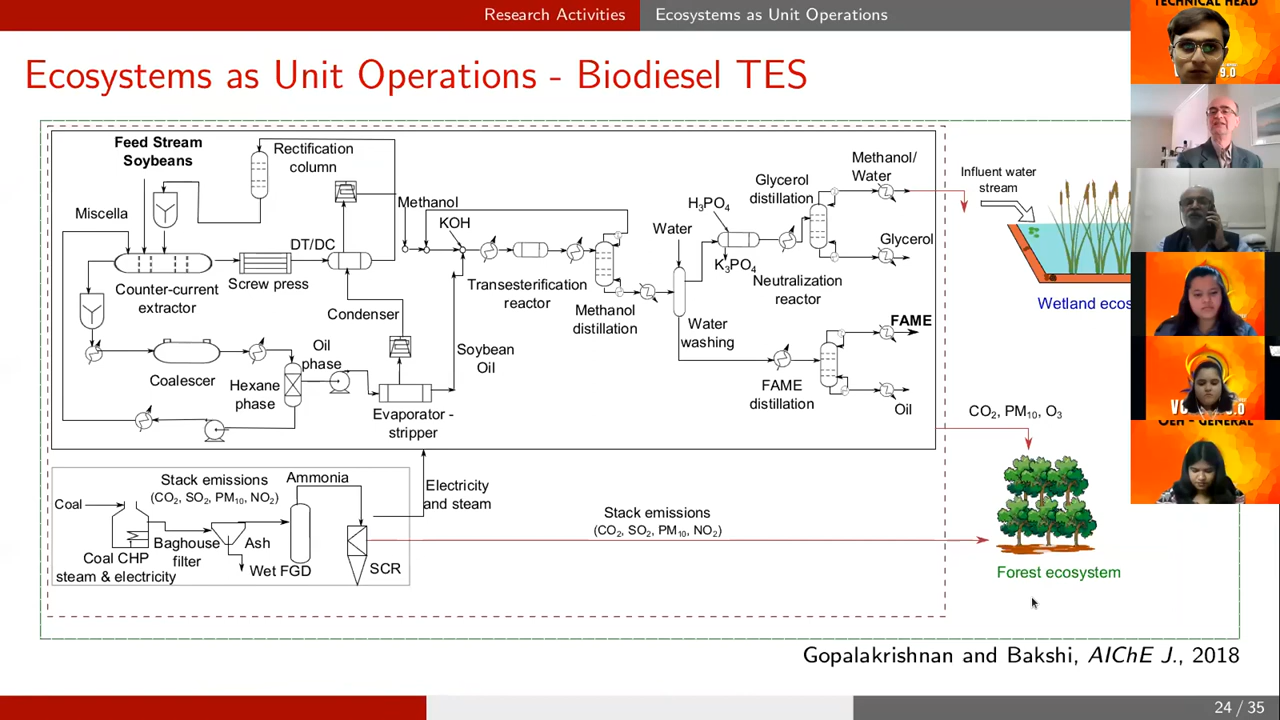 Research Activities
Ecosystems as Unit Operations
TECHNICAL HEAD
9.0
Ecosystems as Unit Operations - Biodiesel TES
Feed Stream
Soybeans
Rectification
column
Miscella
DT/DC
Counter-current
extractor
Screw press
Methanol
KOH
Transesterification
reactor
Methanol
distillation
Water
H₃PO₄
K₃PO₄
Neutralization
reactor
Glycerol
distillation
Methanol/
Water
Glycerol
Water
washing
FAME
distillation
FAME
Oil
Condenser
Coalescer
Hexane
phase
Oil
phase
Evaporator -
stripper
Soybean
Oil
Influent water
stream
Wetland ecos
CO₂, PM₁₀, O₃
Coal
Stack emissions
(CO₂, SO₂, PM₁₀, NO₂)
Ammonia
Electricity
and steam
Coal CHP
steam & electricity
Baghouse
filter
Ash
Wet FGD
SCR
Stack emissions
(CO₂, SO₂, PM₁₀, NO₂)
Forest ecosystem
OEH - GENERAL
Gopalakrishnan and Bakshi, AIChE J., 2018
24 / 35